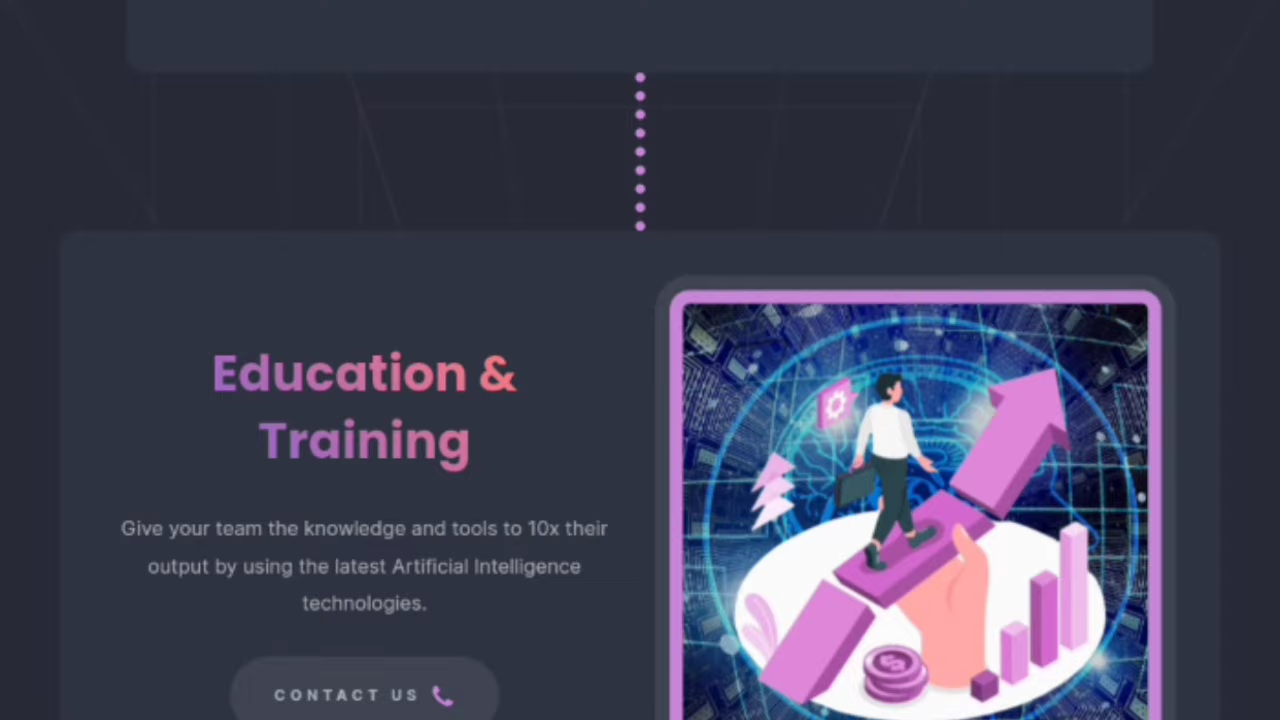 Education &
Training
Give your team the knowledge and tools to 10x their
output by using the latest Artificial Intelligence
technologies.
CONTACT US